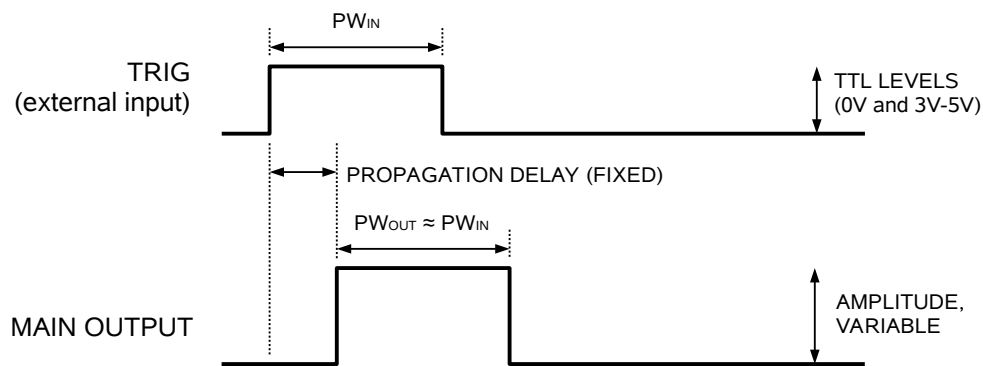 PWIN
TRIG
(external input)
TTL LEVELS
(0V and 3V-5V)
PROPAGATION DELAY (FIXED)
PWOUT ≈ PWIN
MAIN OUTPUT
AMPLITUDE,
VARIABLE